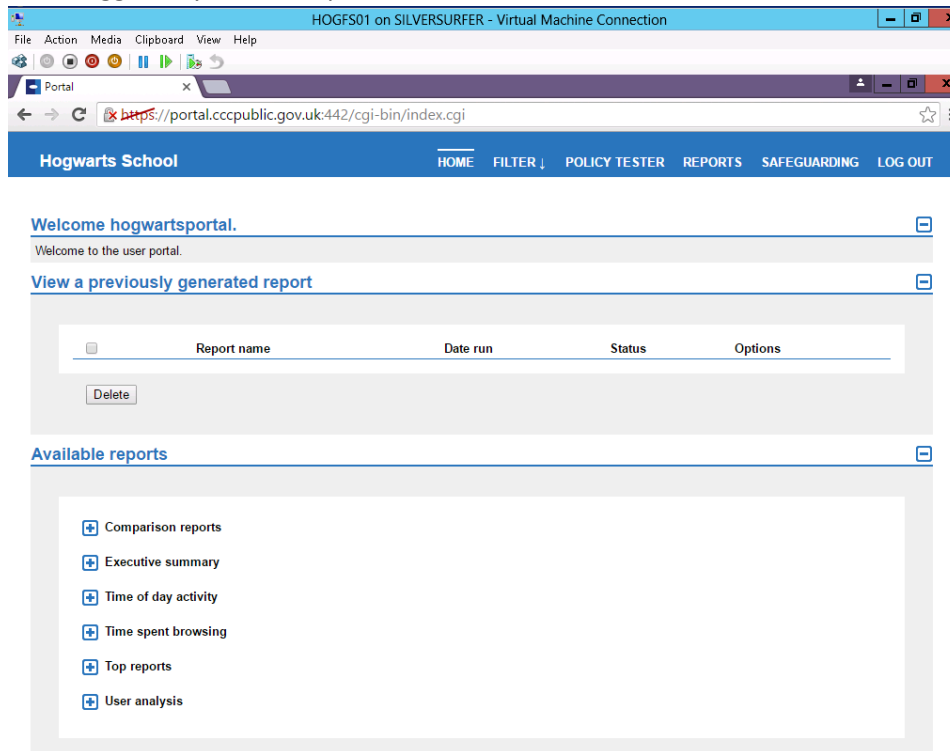 HOGFS01 on SILVERSURFER - Virtual Machine Connection
File Action Media Clipboard View Help
Portal
https://portal.cccpublic.gov.uk:442/cgi-bin/index.cgi
Hogwarts School HOME FILTER ↓ POLICY TESTER REPORTS SAFEGUARDING LOG OUT
Welcome hogwartsportal.
Welcome to the user portal.
View a previously generated report
Report name Date run Status Options
Delete
Available reports
Comparison reports
Executive summary
Time of day activity
Time spent browsing
Top reports
User analysis